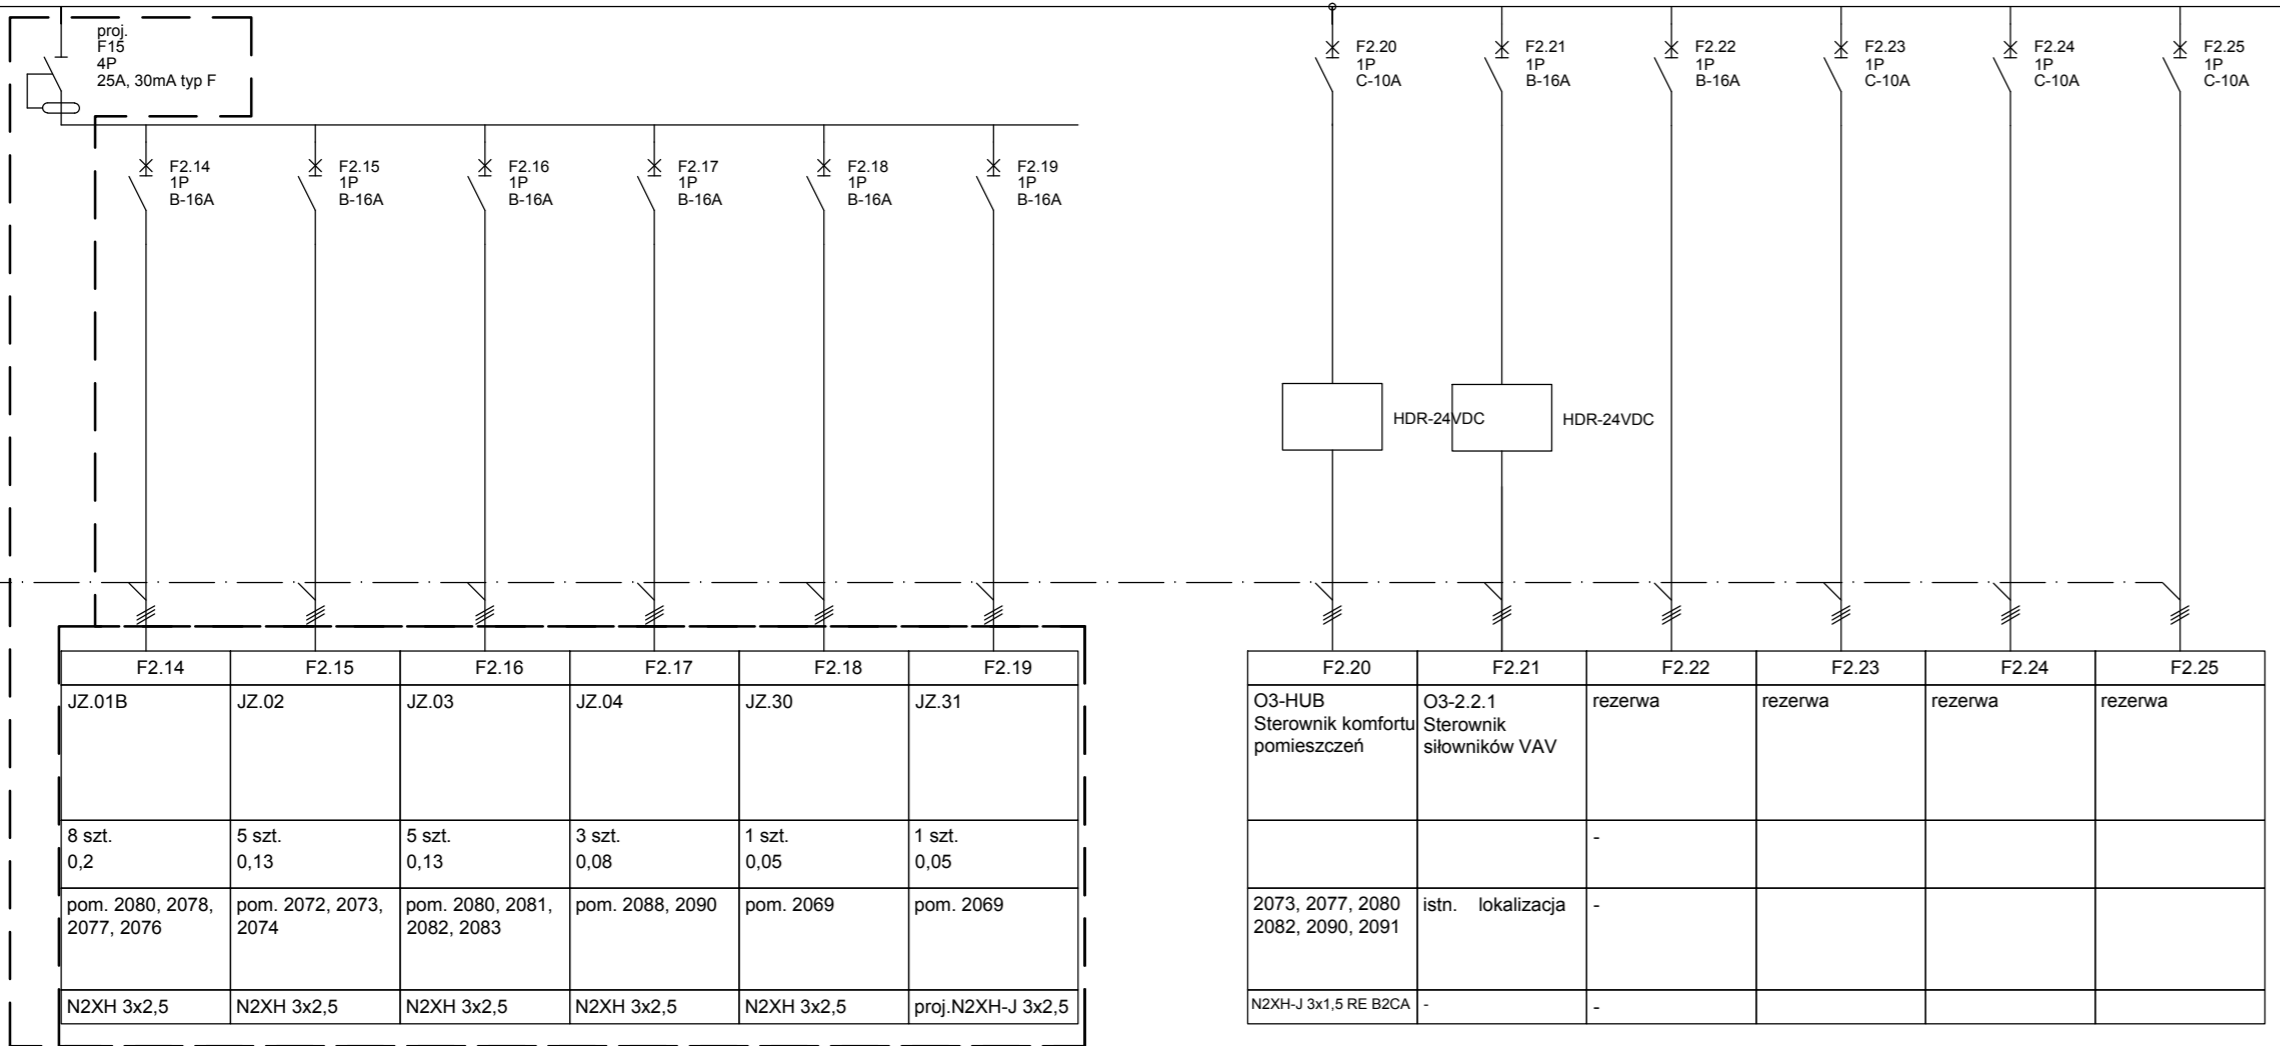 proj.
F15
4P
25A, 30mA typ F
F2.20
1P
C-10A
F2.21
1P
B-16A
F2.22
1P
B-16A
F2.23
1P
C-10A
F2.24
1P
C-10A
F2.25
1P
C-10A
F2.14
1P
B-16A
F2.15
1P
B-16A
F2.16
1P
B-16A
F2.17
1P
B-16A
F2.18
1P
B-16A
F2.19
1P
B-16A
HDR-24VDC
HDR-24VDC
F2.14
F2.15
F2.16
F2.17
F2.18
F2.19
JZ.01B
JZ.02
JZ.03
JZ.04
JZ.30
JZ.31
8 szt.
0,2
5 szt.
0,13
5 szt.
0,13
3 szt.
0,08
1 szt.
0,05
1 szt.
0,05
pom. 2080, 2078,
2077, 2076
pom. 2072, 2073,
2074
pom. 2080, 2081,
2082, 2083
pom. 2088, 2090
pom. 2069
pom. 2069
N2XH 3x2,5
N2XH 3x2,5
N2XH 3x2,5
N2XH 3x2,5
N2XH 3x2,5
proj.N2XH-J 3x2,5
F2.20
F2.21
F2.22
F2.23
F2.24
F2.25
O3-HUB
Sterownik komfortu
pomieszczeń
O3-2.2.1
Sterownik
siłowników VAV
rezerwa
rezerwa
rezerwa
rezerwa
-
2073, 2077, 2080
2082, 2090, 2091
istn. lokalizacja
-
N2XH-J 3x1,5 RE B2CA
-
-